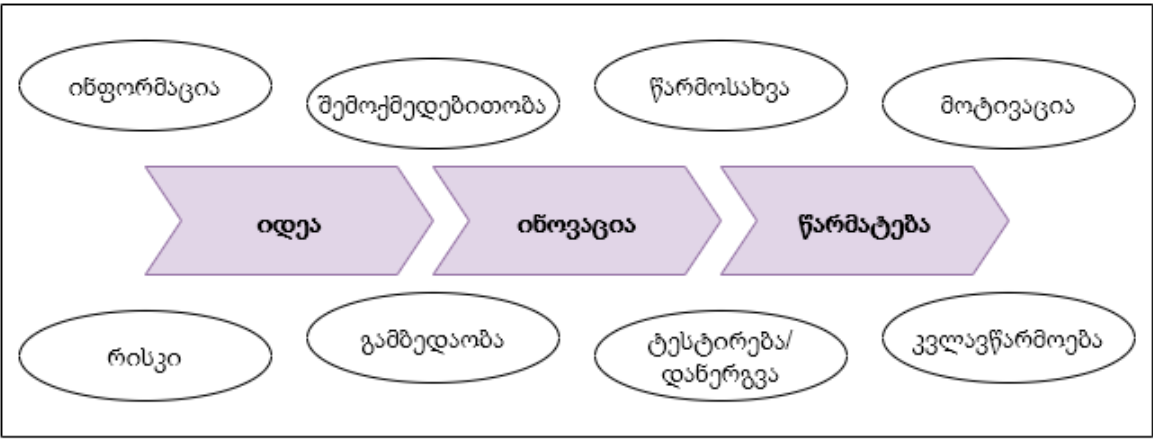 ინფორმაცია
შემოქმედებითობა
წარმოსახვა
მოტივაცია
იდეა
ინოვაცია
წარმატება
რისკი
გამბედაობა
ტესტირება/
დანერგვა
კვლავწარმოება